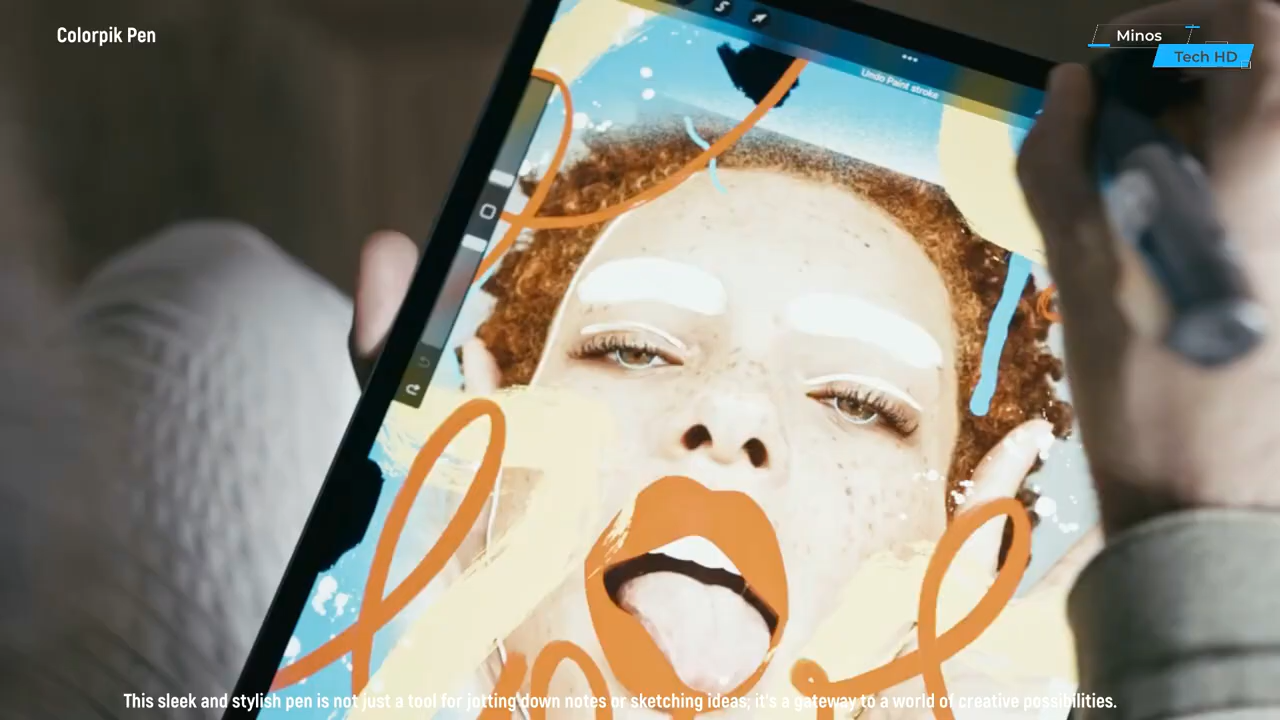 Colorpik Pen
Minos
Tech HD
Undo Paint stroke
This sleek and stylish pen is not just a tool for jotting down notes or sketching ideas; it's a gateway to a world of creative possibilities.